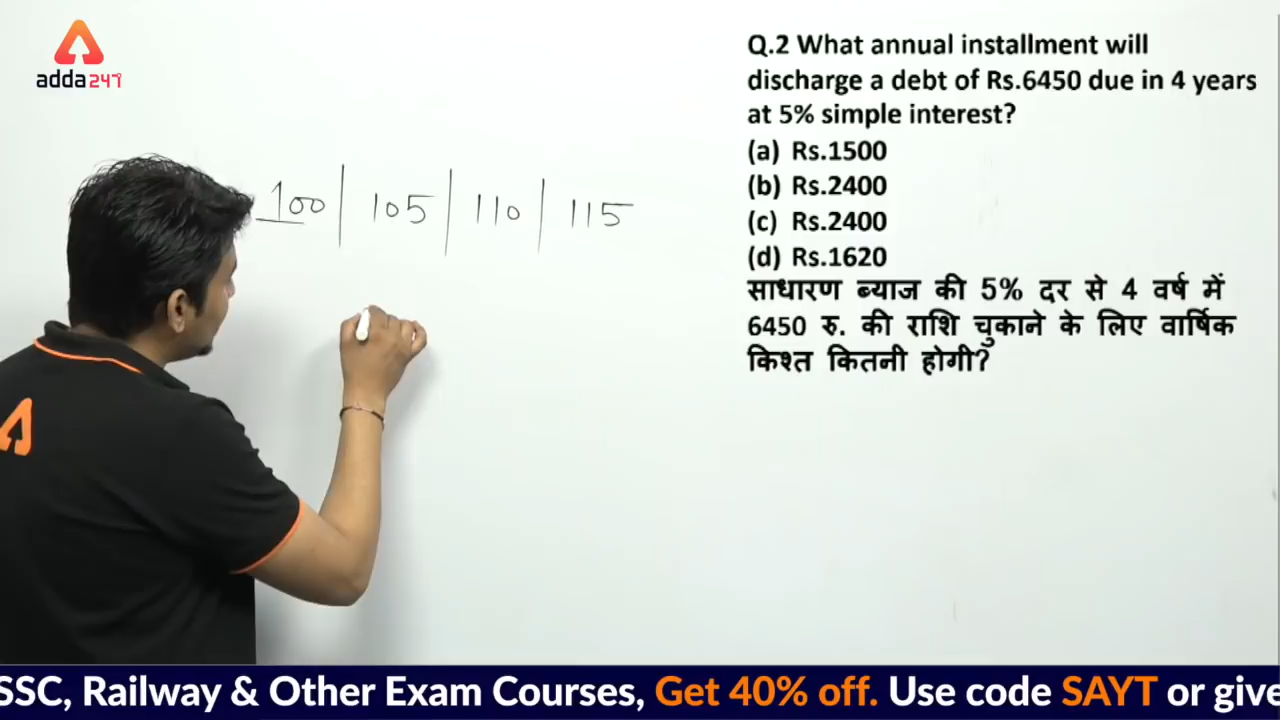 adda247
Q.2 What annual installment will
discharge a debt of Rs.6450 due in 4 years
at 5% simple interest?
(a) Rs.1500
(b) Rs.2400
(c) Rs.2400
(d) Rs.1620
साधारण ब्याज की 5% दर से 4 वर्ष में
6450 रु. की राशि चुकाने के लिए वार्षिक
किश्त कितनी होगी?
100 | 105 | 110 | 115
SSC, Railway & Other Exam Courses, Get 40% off. Use code SAYT or give